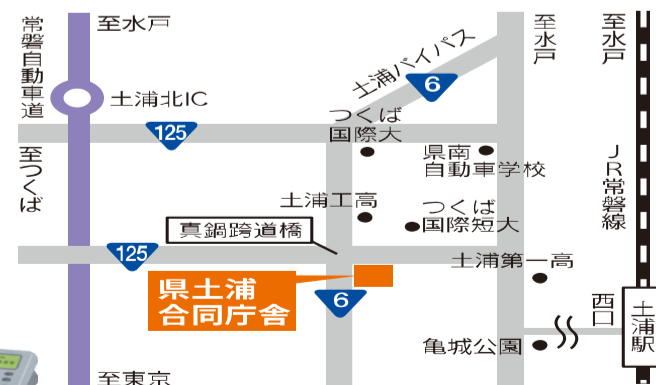 常磐自動車道
至水戸
土浦バイパス
6
至水戸
至水戸
土浦北IC
125
つくば
国際大
県南
自動車学校
至つくば
JR常磐線
土浦工高
つくば
国際短大
真鍋跨道橋
125
土浦第一高
県土浦
合同庁舎
6
西口
土浦駅
亀城公園
至東京